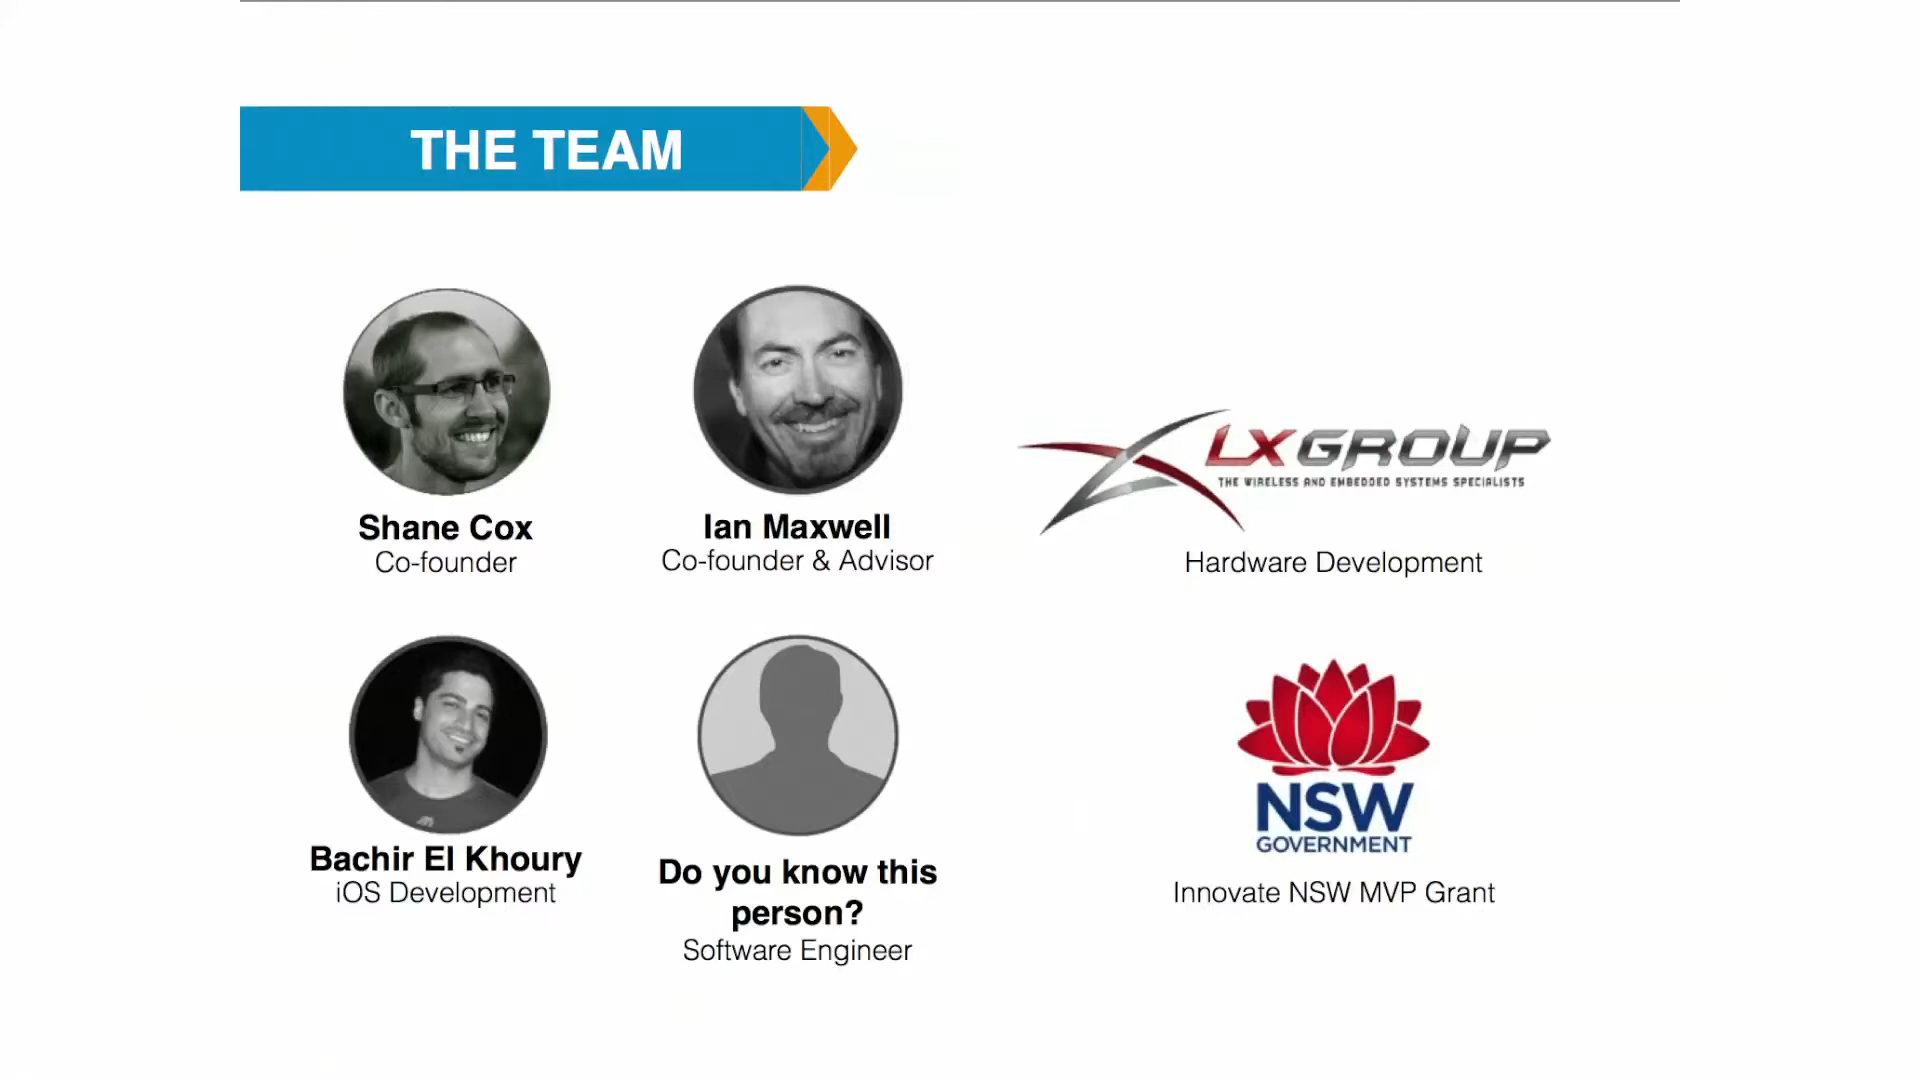 THE TEAM
Shane Cox
Co-founder
Ian Maxwell
Co-founder & Advisor
LXGROUP
THE WIRELESS AND EMBEDDED SYSTEMS SPECIALISTS
Hardware Development
Bachir El Khoury
iOS Development
Do you know this
person?
Software Engineer
NSW
GOVERNMENT
Innovate NSW MVP Grant